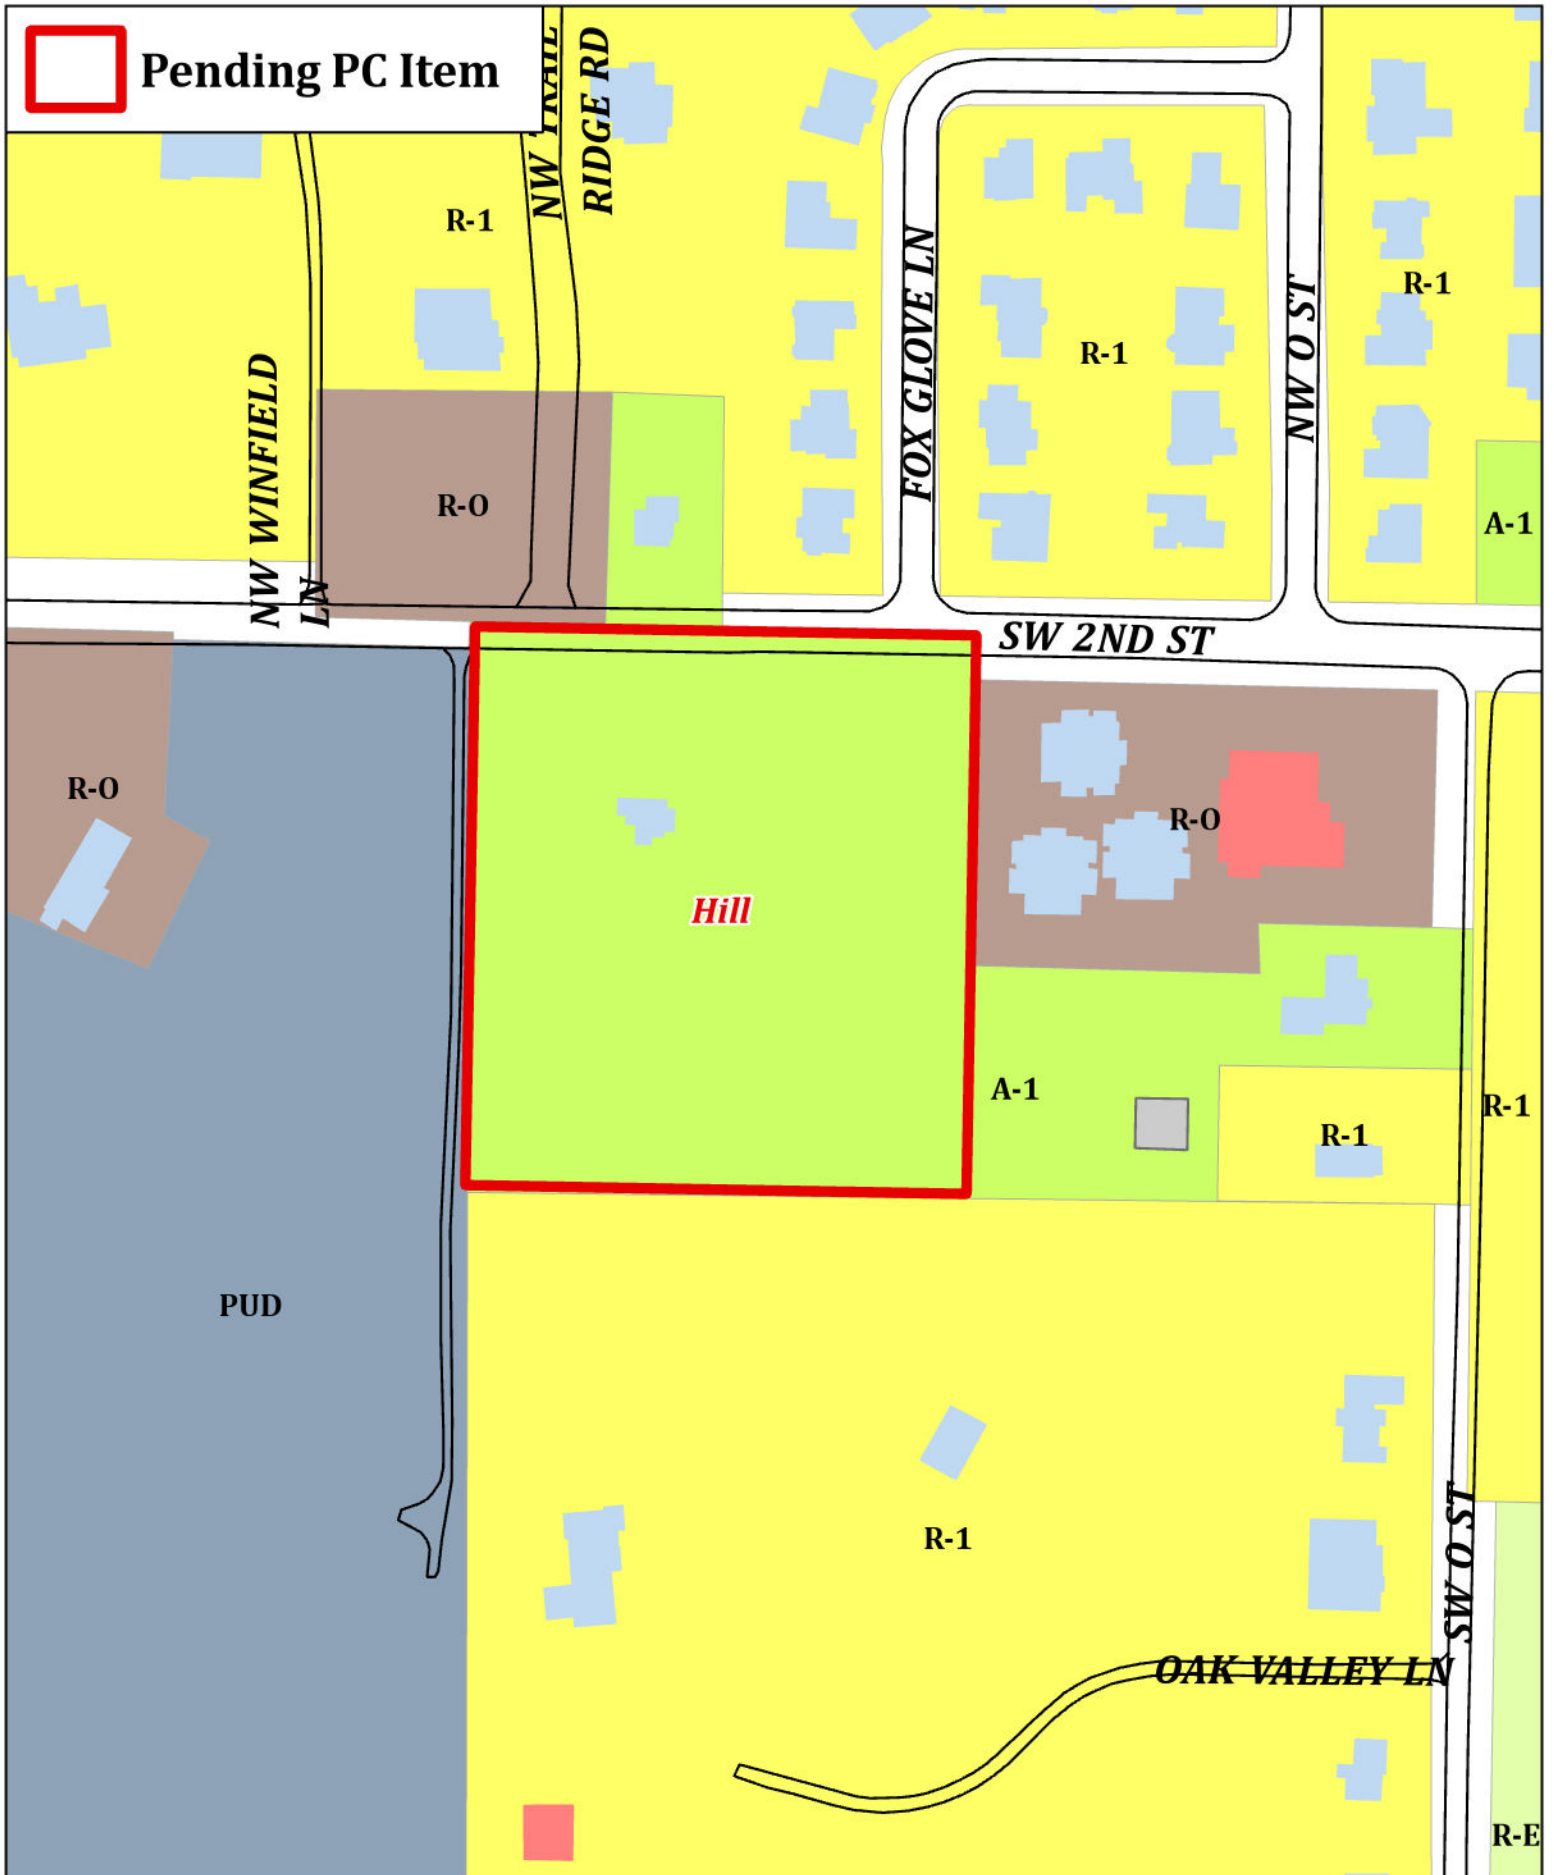 Pending PC Item
NW TRAIL
RIDGE RD
R-1
FOX GLOVE LN
NW O ST
R-1
R-1
NW WINFIELD
LN
R-O
A-1
SW 2ND ST
R-O
R-O
Hill
A-1
R-1
R-1
PUD
R-1
SW O ST
OAK VALLEY LN
R-E